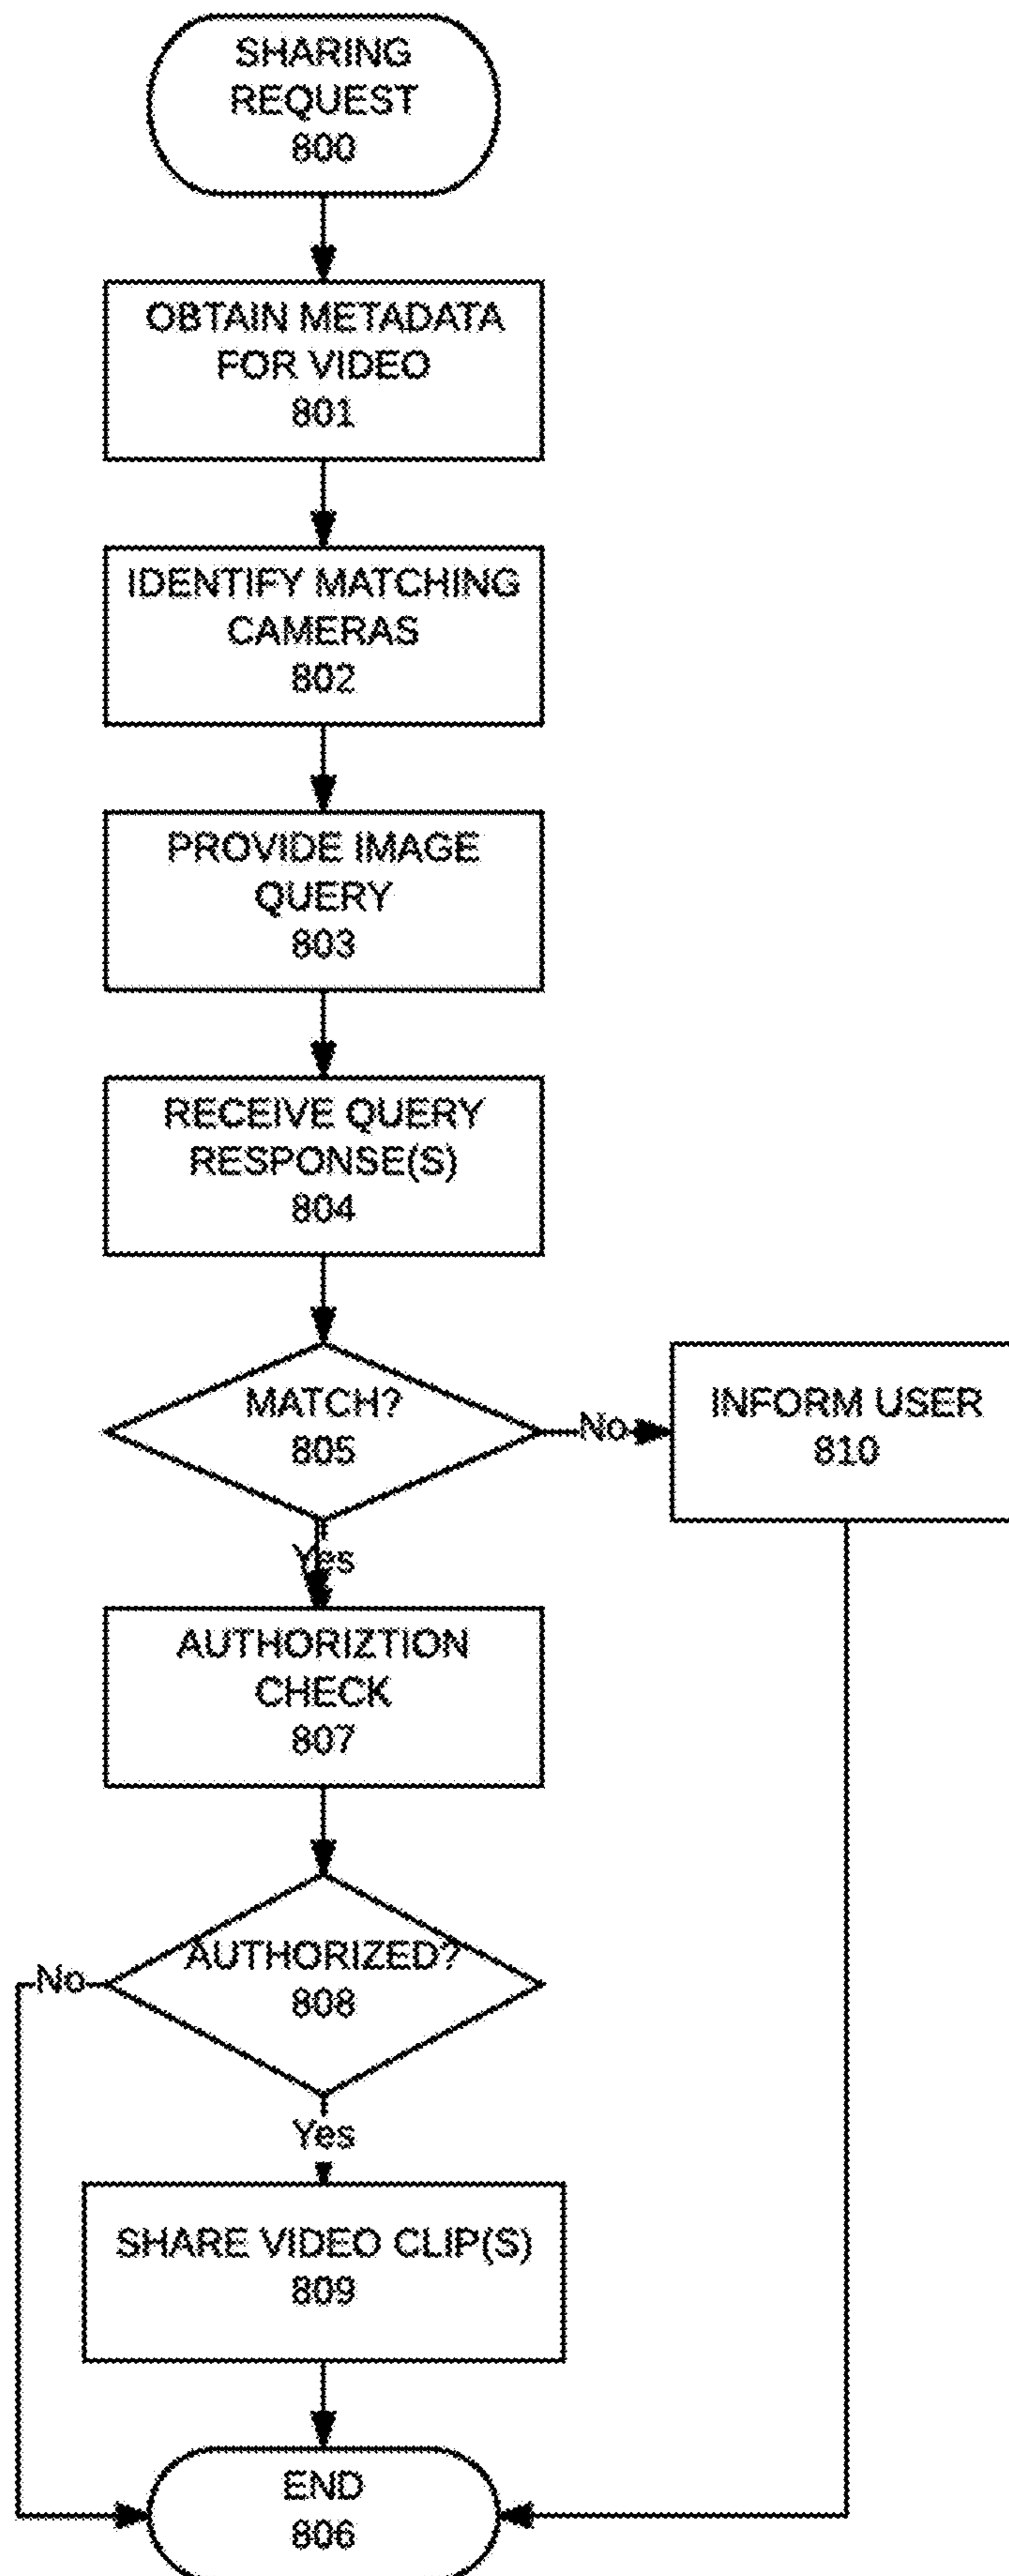 SHARING
REQUEST
800
OBTAIN METADATA
FOR VIDEO
801
IDENTIFY MATCHING
CAMERAS
802
PROVIDE IMAGE
QUERY
803
RECEIVE QUERY
RESPONSE(S)
804
MATCH?
805
No
INFORM USER
810
Yes
AUTHORIZTION
CHECK
807
AUTHORIZED?
808
No
Yes
SHARE VIDEO CLIP(S)
809
END
806